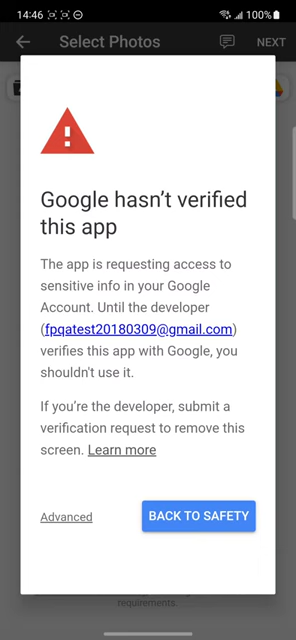 14:46
100%
Select Photos
NEXT
Google hasn't verified
this app
The app is requesting access to
sensitive info in your Google
Account. Until the developer
(fpqatest20180309@gmail.com)
verifies this app with Google, you
shouldn't use it.
If you're the developer, submit a
verification request to remove this
screen. Learn more
Advanced
BACK TO SAFETY
requirements.